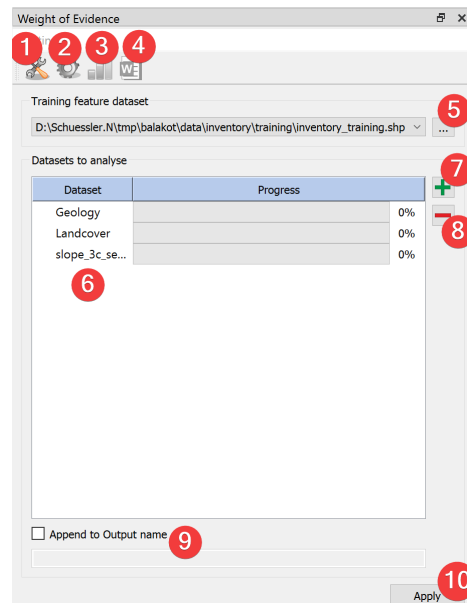 Weight of Evidence
1 2 3 4
Training feature dataset
5
D:\Schuessler.N\tmp\balakot\data\inventory\training\inventory_training.shp ...
Datasets to analyse
7
Dataset Progress
Geology 0%
8
Landcover 0%
slope_3c_se... 0%
6
Append to Output name
9
10
Apply